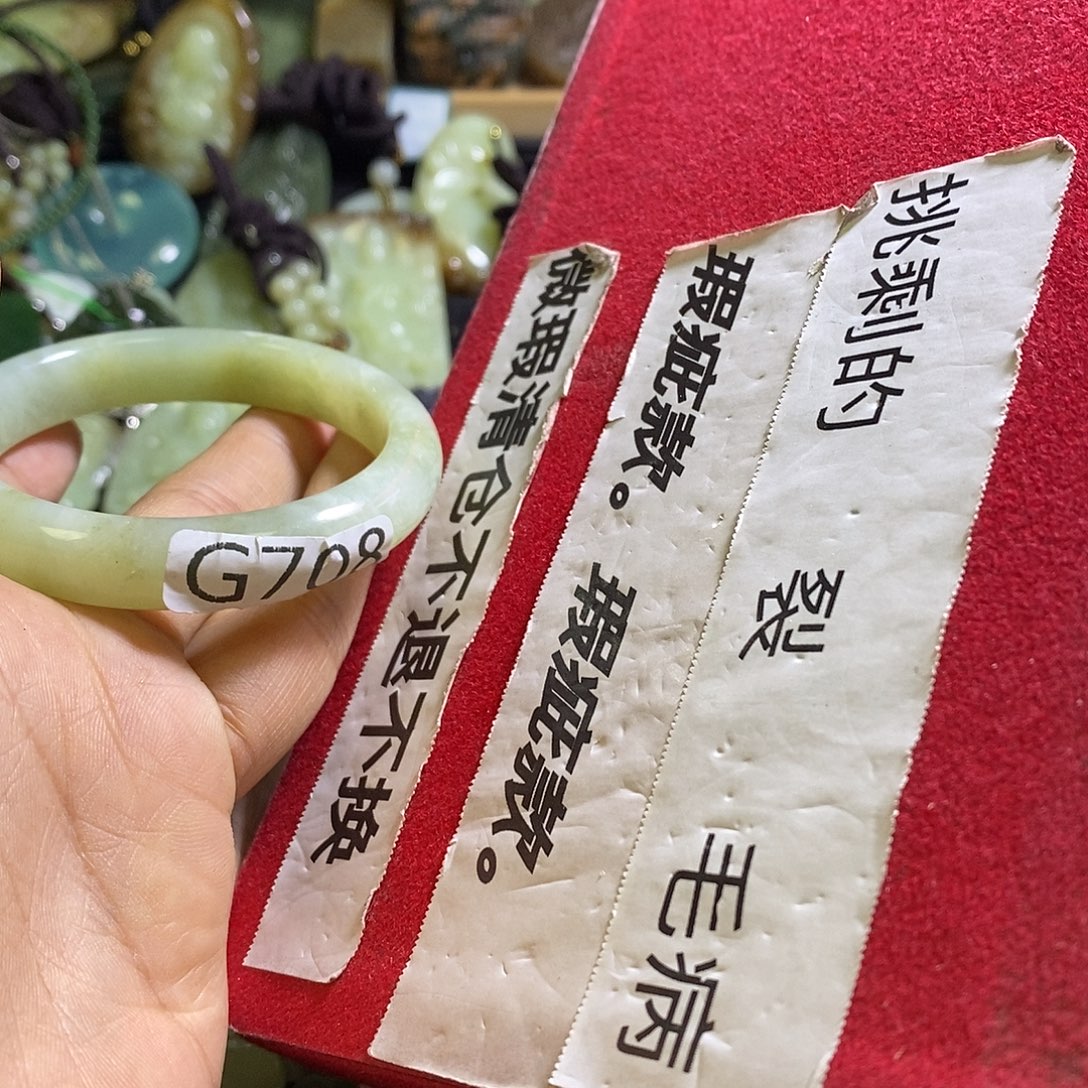 挑剩的 裂 毛病
瑕疵款。瑕疵款。
微瑕清仓不退不换
G708